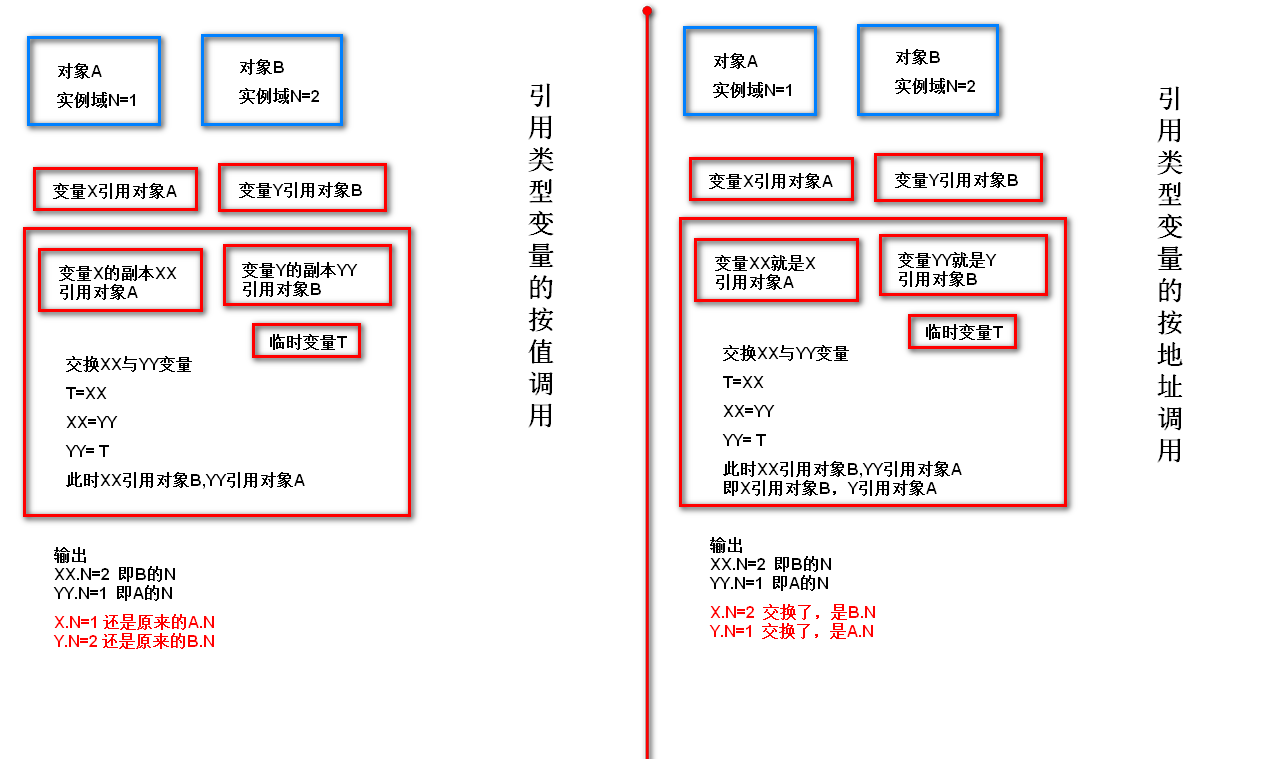 对象A
实例域N=1
对象B
实例域N=2
变量X引用对象A
变量Y引用对象B
变量X的副本XX
引用对象A
变量Y的副本YY
引用对象B
临时变量T
交换XX与YY变量
T=XX
XX=YY
YY= T
此时XX引用对象B,YY引用对象A
输出
XX.N=2 即B的N
YY.N=1 即A的N
X.N=1 还是原来的A.N
Y.N=2 还是原来的B.N
引用类型变量的按值调用
对象A
实例域N=1
对象B
实例域N=2
变量X引用对象A
变量Y引用对象B
变量XX就是X
引用对象A
变量YY就是Y
引用对象B
临时变量T
交换XX与YY变量
T=XX
XX=YY
YY= T
此时XX引用对象B,YY引用对象A
即X引用对象B，Y引用对象A
输出
XX.N=2 即B的N
YY.N=1 即A的N
X.N=2 交换了，是B.N
Y.N=1 交换了，是A.N
引用类型变量的按地址调用